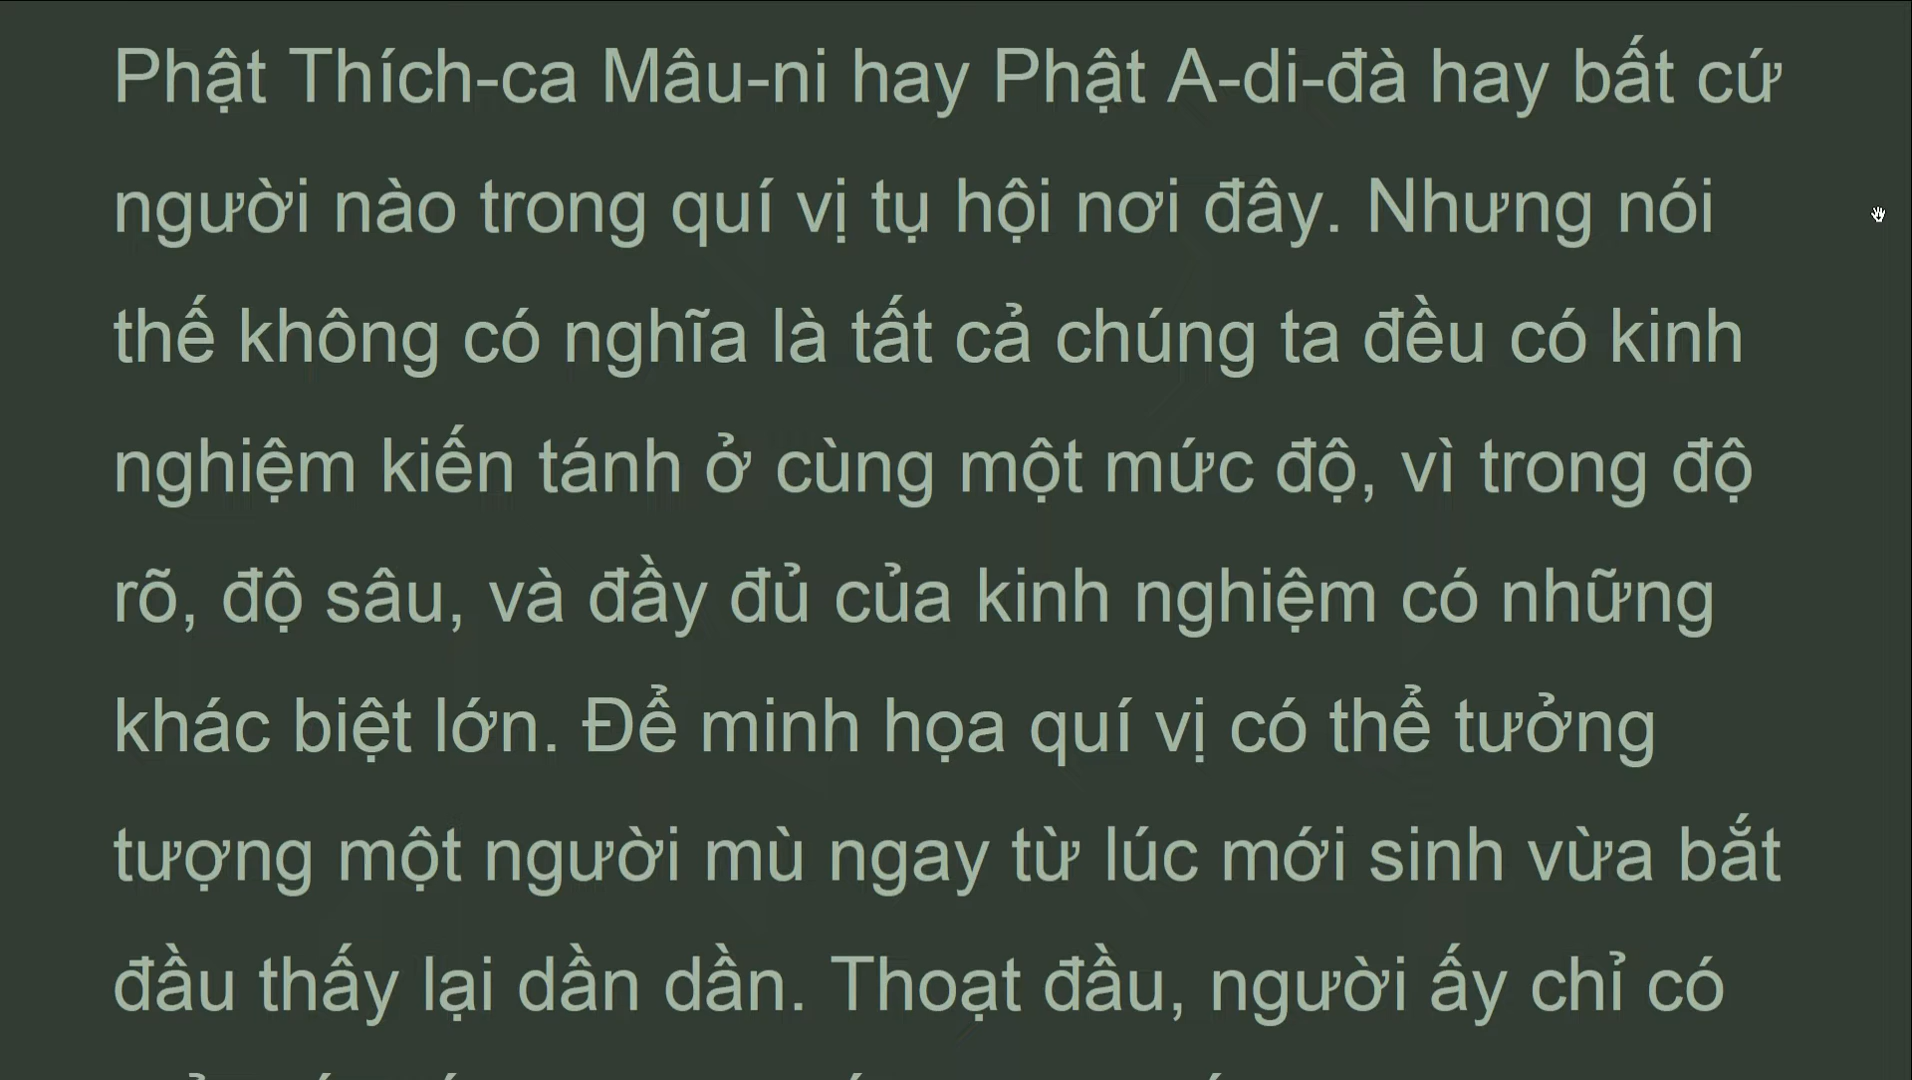 Phật Thích-ca Mâu-ni hay Phật A-di-đà hay bất cứ
người nào trong quí vị tụ hội nơi đây. Nhưng nói
thế không có nghĩa là tất cả chúng ta đều có kinh
nghiệm kiến tánh ở cùng một mức độ, vì trong độ
rõ, độ sâu, và đầy đủ của kinh nghiệm có những
khác biệt lớn. Để minh họa quí vị có thể tưởng
tượng một người mù ngay từ lúc mới sinh vừa bắt
đầu thấy lại dần dần. Thoạt đầu, người ấy chỉ có